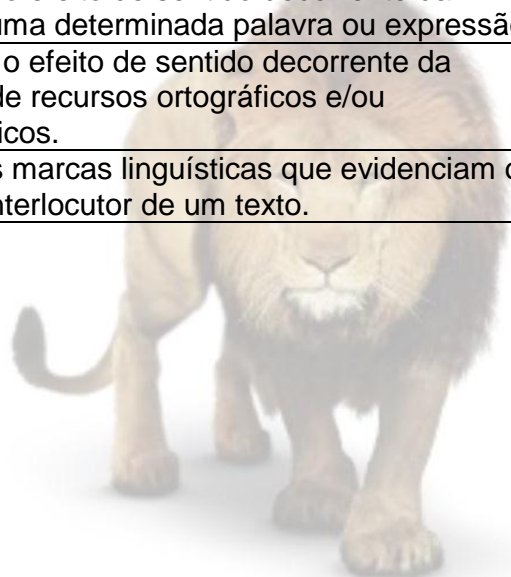 uma determinada palavra ou expressão
o efeito de sentido decorrente da
de recursos ortográficos e/ou
icos.
s marcas linguísticas que evidenciam o
nterlocutor de um texto.